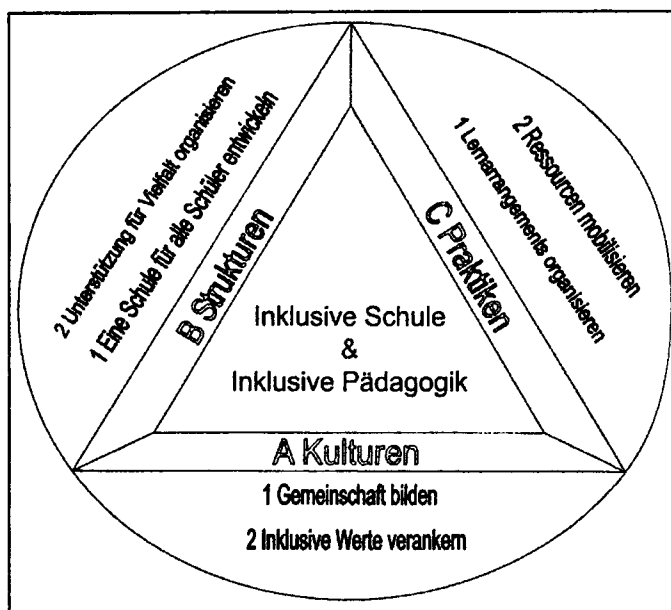 2 Unterstützung für Vielfalt organisieren
1 Eine Schule für alle Schüler entwickeln
B Strukturen
2 Ressourcen mobilisieren
1 Lernarrangements organisieren
C Praktiken
Inklusive Schule
&
Inklusive Pädagogik
A Kulturen
1 Gemeinschaft bilden
2 Inklusive Werte verankern